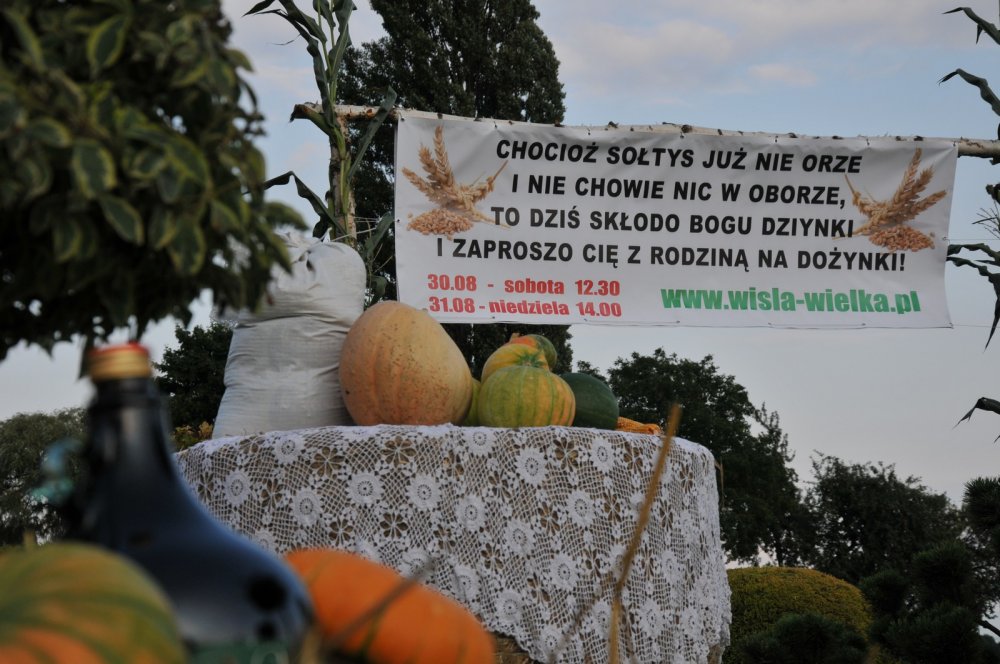 CHOCIOŻ SOŁTYS JUŻ NIE ORZE
I NIE CHOWIE NIC W OBORZE,
TO DZIŚ SKŁODO BOGU DZIYNKI
I ZAPROSZO CIĘ Z RODZINĄ NA DOŻYNKI!
30.08 - sobota 12.30
31.08 - niedziela 14.00
www.wisla-wielka.pl